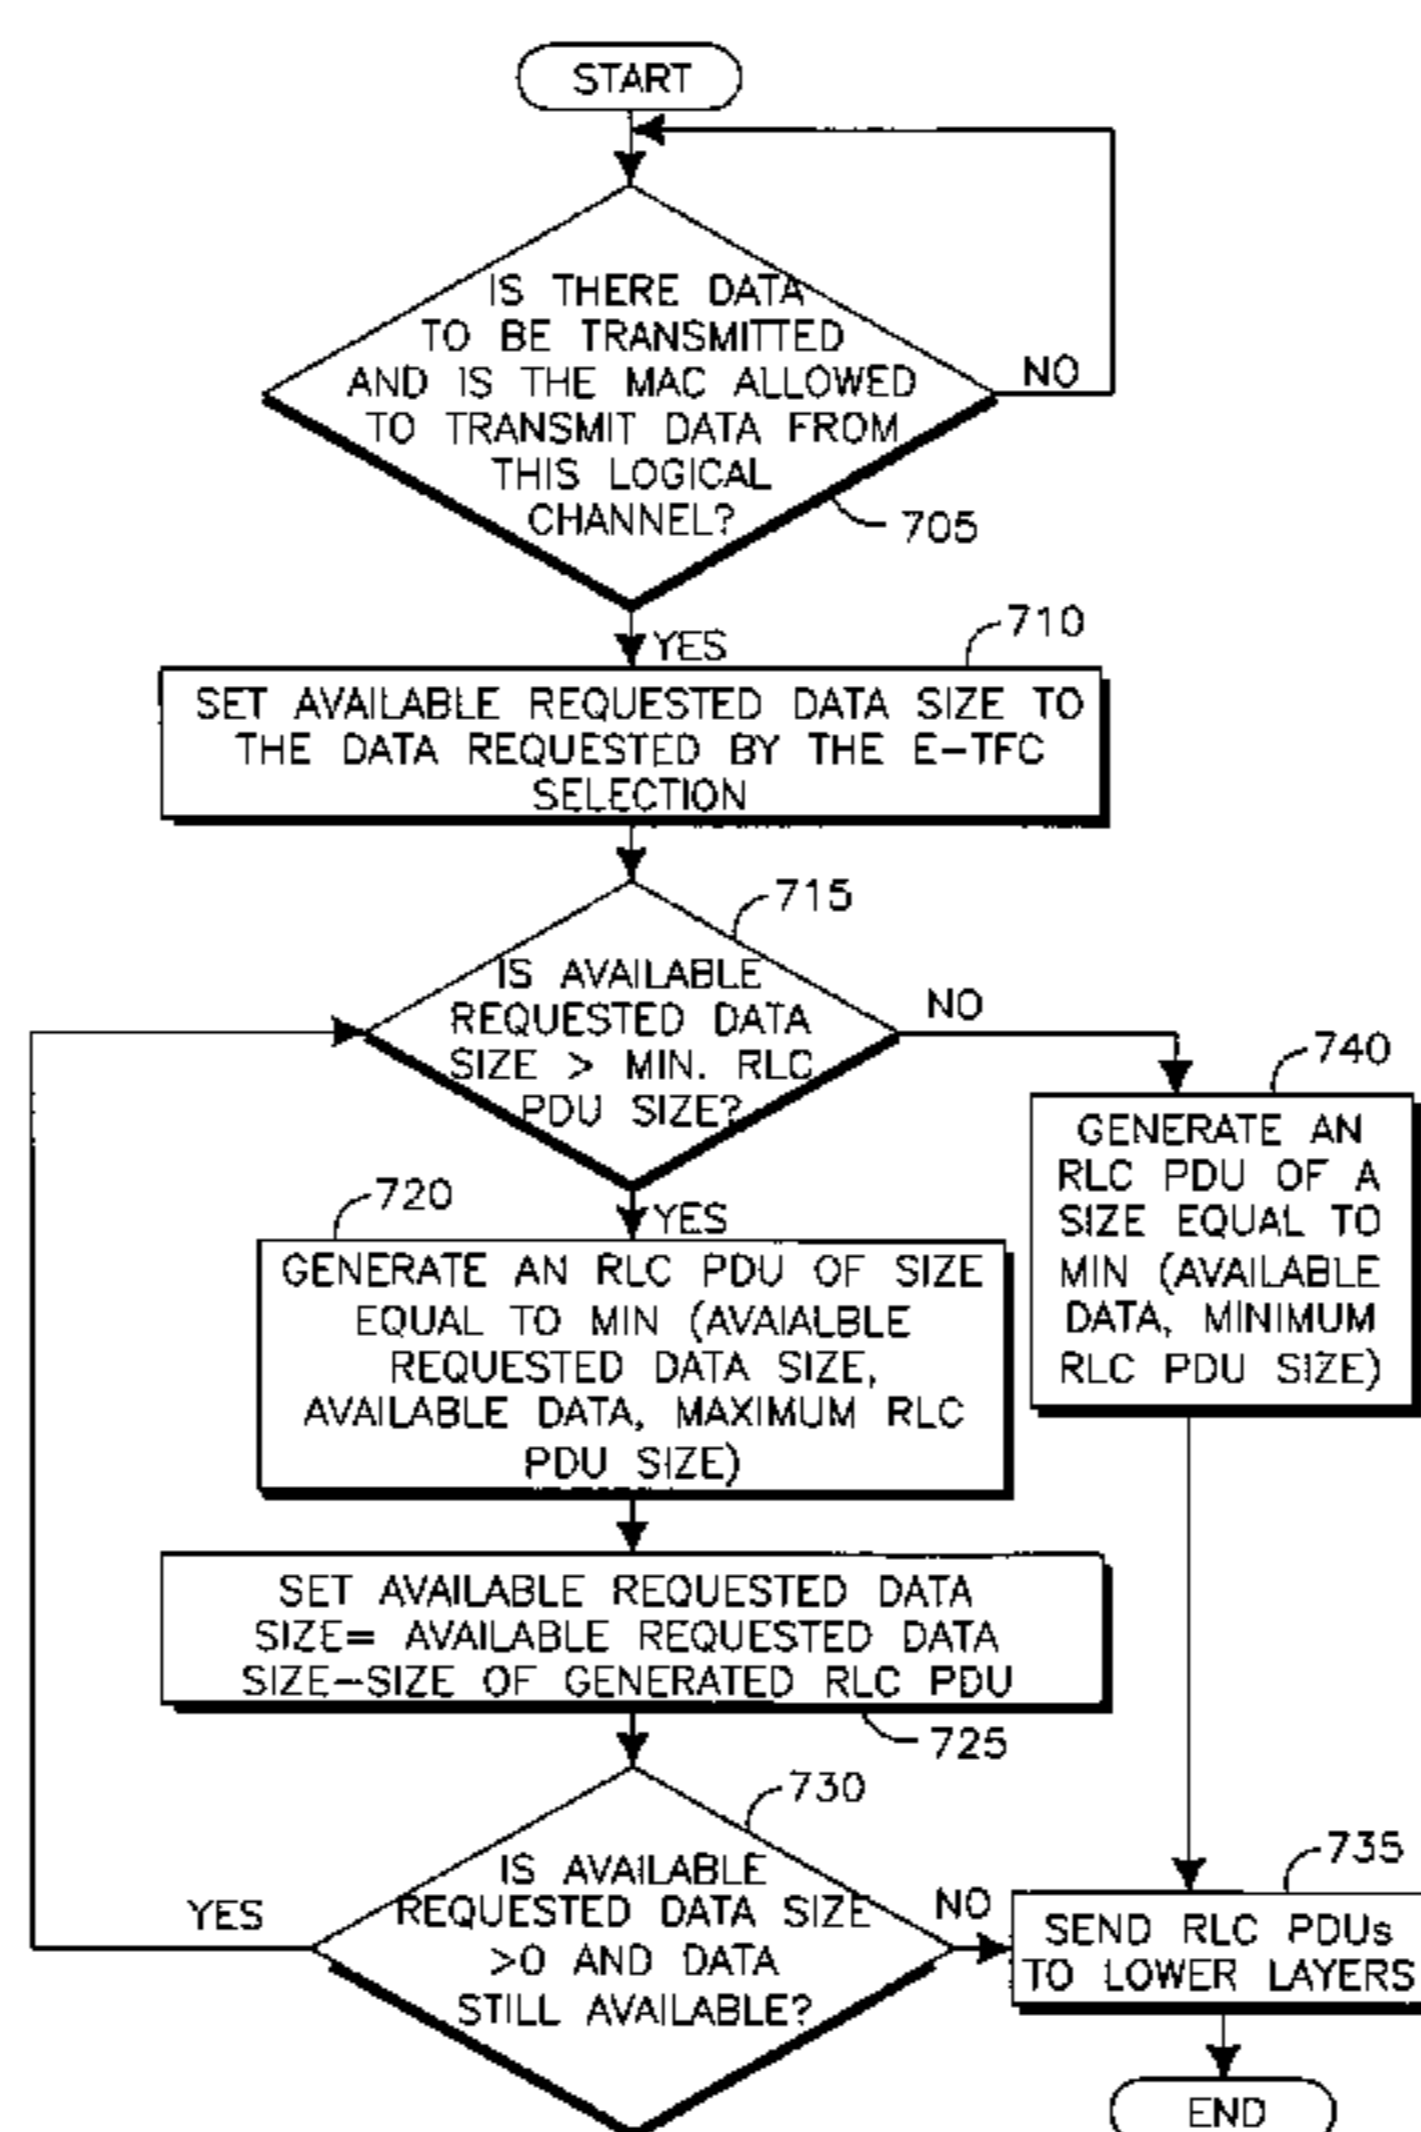 START
IS THERE DATA
TO BE TRANSMITTED
AND IS THE MAC ALLOWED
TO TRANSMIT DATA FROM
THIS LOGICAL
CHANNEL?
NO
705
YES
710
SET AVAILABLE REQUESTED DATA SIZE TO
THE DATA REQUESTED BY THE E-TFC
SELECTION
715
IS AVAILABLE
REQUESTED DATA
SIZE > MIN. RLC
PDU SIZE?
NO
740
GENERATE AN
RLC PDU OF A
SIZE EQUAL TO
MIN (AVAILABLE
DATA, MINIMUM
RLC PDU SIZE)
720
YES
GENERATE AN RLC PDU OF SIZE
EQUAL TO MIN (AVAIALBLE
REQUESTED DATA SIZE,
AVAILABLE DATA, MAXIMUM RLC
PDU SIZE)
SET AVAILABLE REQUESTED DATA
SIZE= AVAILABLE REQUESTED DATA
SIZE-SIZE OF GENERATED RLC PDU
725
730
IS AVAILABLE
REQUESTED DATA SIZE
>0 AND DATA
STILL AVAILABLE?
YES
NO
735
SEND RLC PDUs
TO LOWER LAYERS
END